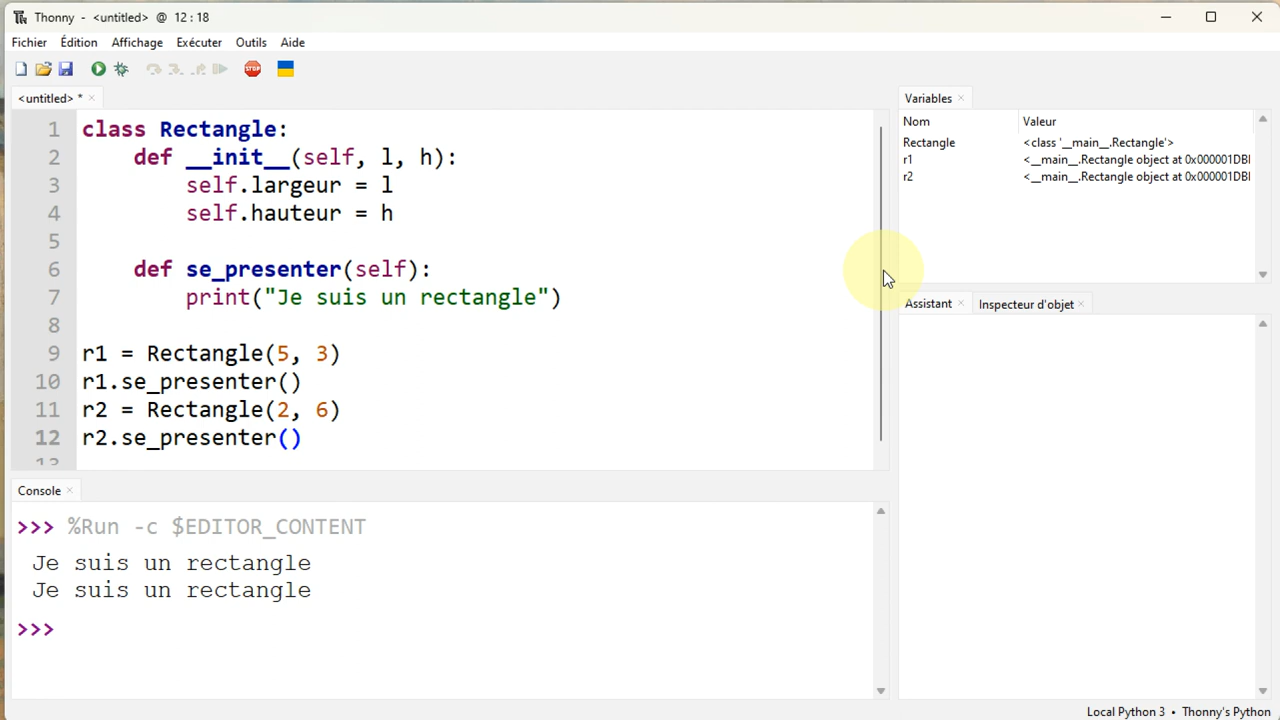 Thonny - <untitled> @ 12 : 18
Fichier Édition Affichage Exécuter Outils Aide
STOP
<untitled> * ×
1 class Rectangle:
2 def __init__(self, l, h):
3 self.largeur = l
4 self.hauteur = h
5
6 def se_presenter(self):
7 print("Je suis un rectangle")
8
9 r1 = Rectangle(5, 3)
10 r1.se_presenter()
11 r2 = Rectangle(2, 6)
12 r2.se_presenter()
13
Console ×
>>> %Run -c $EDITOR_CONTENT
Je suis un rectangle
Je suis un rectangle
>>>
Variables ×
Nom Valeur
Rectangle <class '__main__.Rectangle'>
r1 <__main__.Rectangle object at 0x000001DB
r2 <__main__.Rectangle object at 0x000001DB
Assistant × Inspecteur d'objet ×
Local Python 3 • Thonny's Python